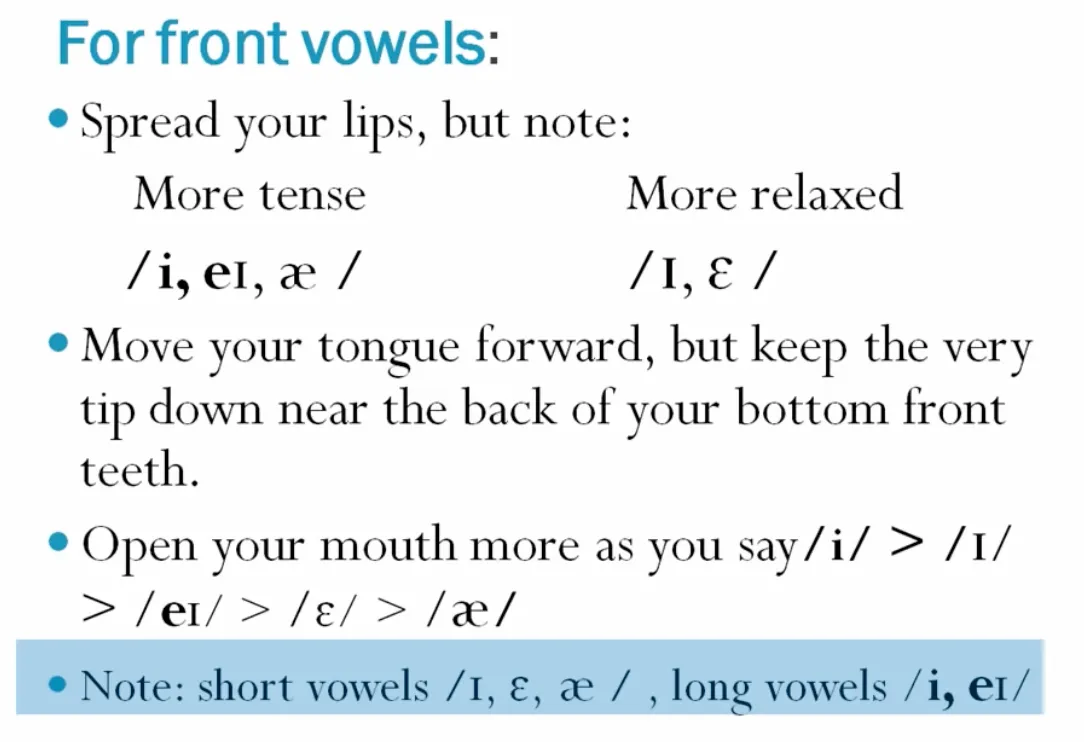 For front vowels:
• Spread your lips, but note:
More tense More relaxed
/i, eɪ, æ / /ɪ, ɛ /
• Move your tongue forward, but keep the very
tip down near the back of your bottom front
teeth.
• Open your mouth more as you say/i/ > /ɪ/
> /eɪ/ > /ɛ/ > /æ/
• Note: short vowels /ɪ, ɛ, æ / , long vowels /i, eɪ/